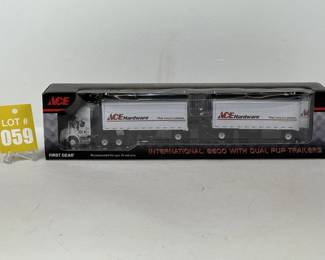 LOT #
059
ACE
ACE Hardware
ACE Hardware
FIRST GEAR
INTERNATIONAL 8600 WITH DUAL PUP TRAILERS